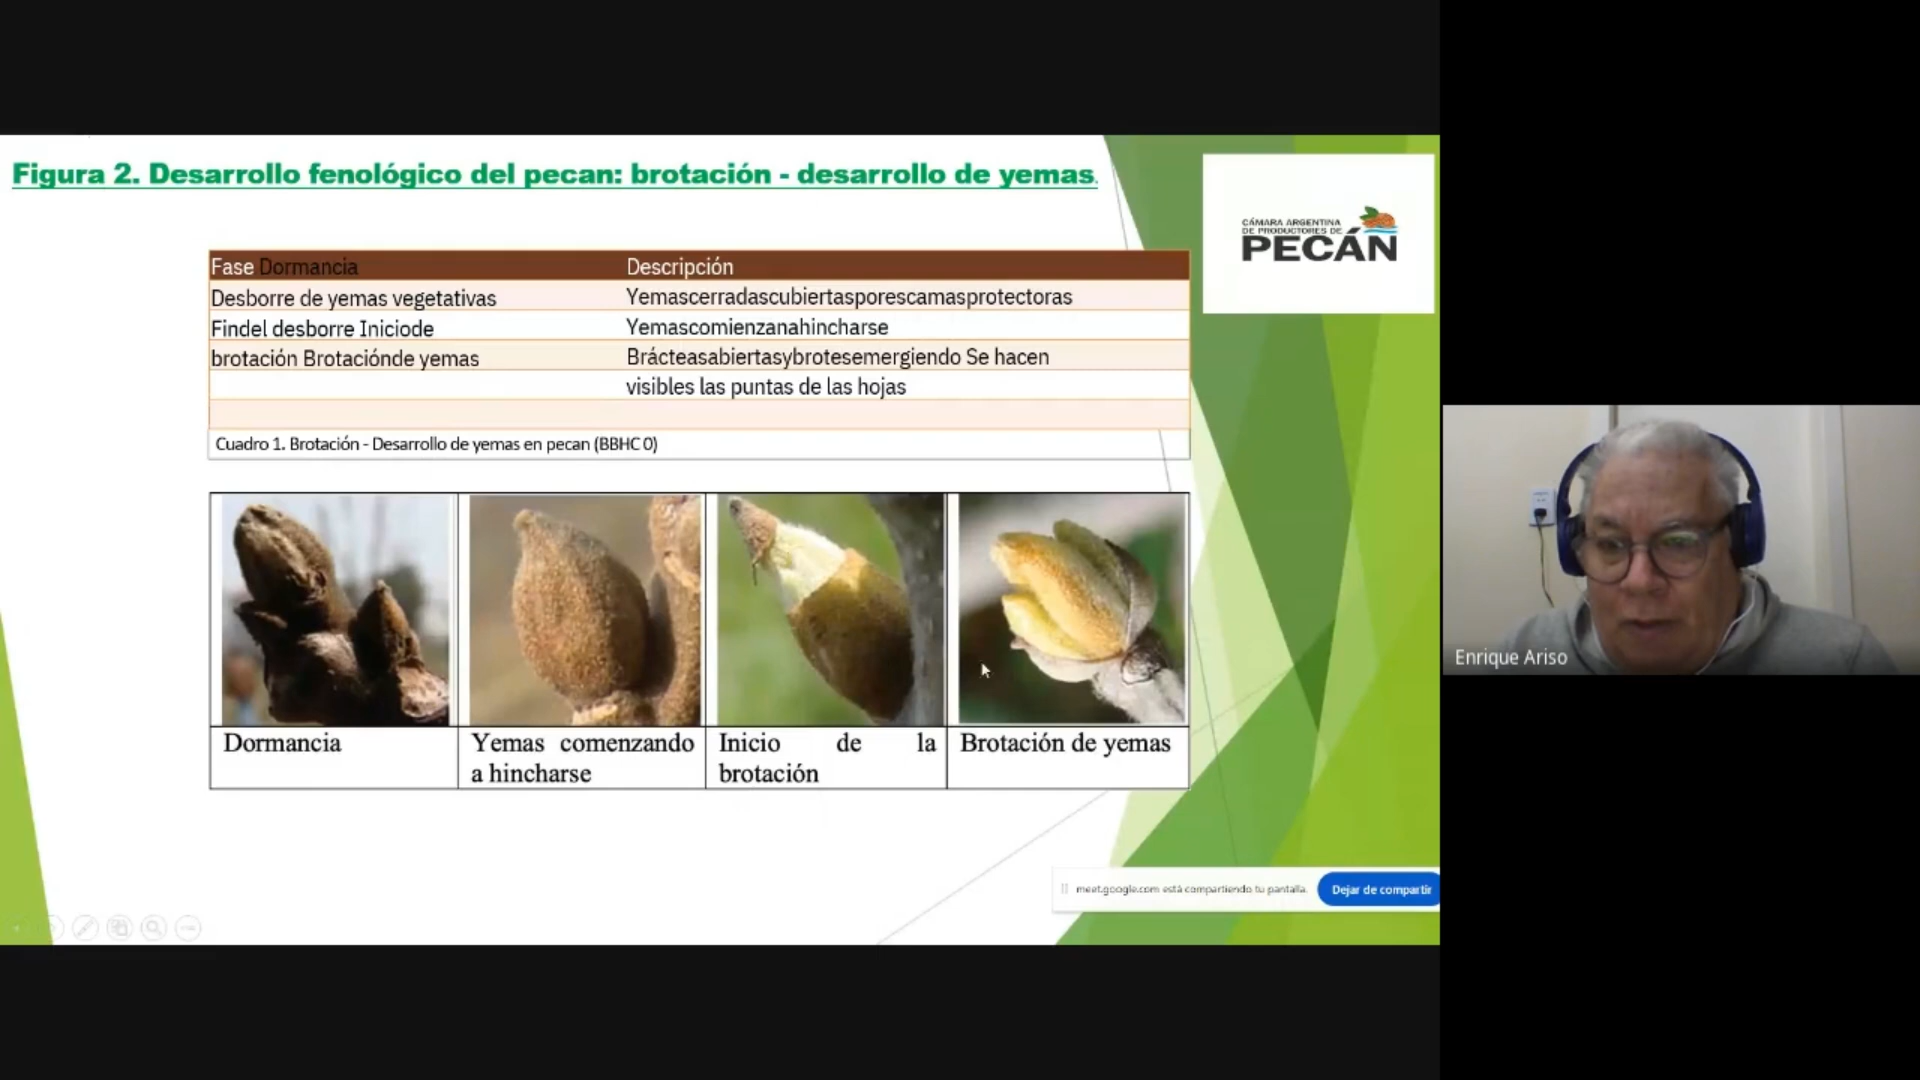 Figura 2. Desarrollo fenológico del pecan: brotación - desarrollo de yemas.
CÁMARA ARGENTINA
DE PRODUCTORES DE
PECÁN
Fase Dormancia Descripción
Desborre de yemas vegetativas Yemascerradascubiertasporescamasprotectoras
Findel desborre Iniciode Yemascomienzanahincharse
brotación Brotaciónde yemas Brácteasabiertasybrotesemergiendo Se hacen
visibles las puntas de las hojas
Cuadro 1. Brotación - Desarrollo de yemas en pecan (BBHC 0)
Dormancia
Yemas comenzando
a hincharse
Inicio de la
brotación
Brotación de yemas
meet.google.com está compartiendo tu pantalla.
Dejar de compartir
Enrique Ariso